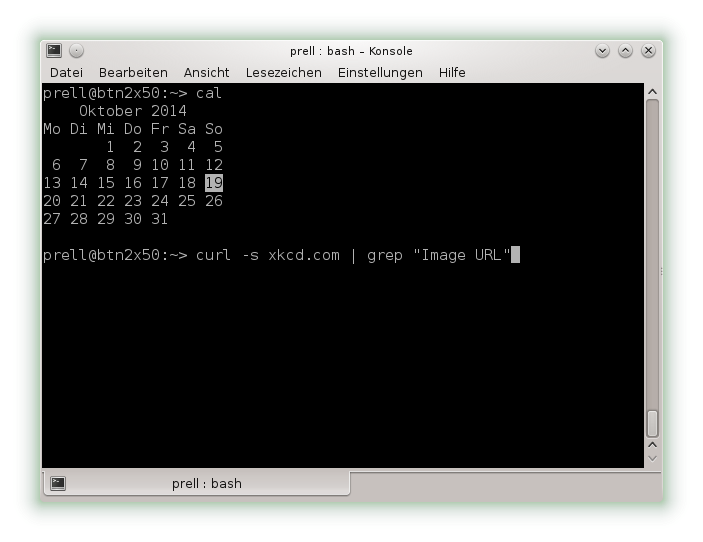 prell : bash – Konsole
Datei Bearbeiten Ansicht Lesezeichen Einstellungen Hilfe
prell@btn2x50:~> cal
Oktober 2014
Mo Di Mi Do Fr Sa So
1 2 3 4 5
6 7 8 9 10 11 12
13 14 15 16 17 18 19
20 21 22 23 24 25 26
27 28 29 30 31
prell@btn2x50:~> curl -s xkcd.com | grep "Image URL"
prell : bash